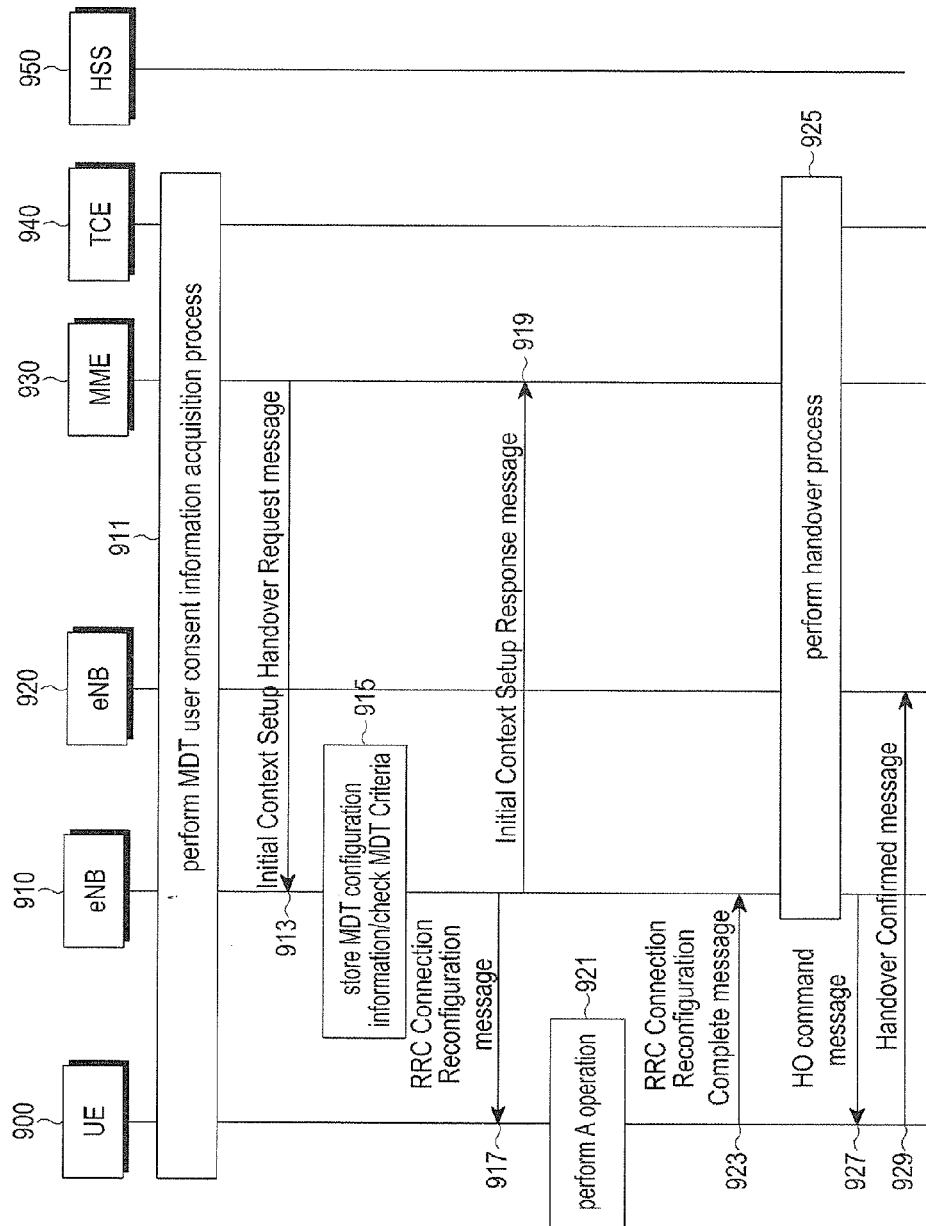 900
UE
910
eNB
920
eNB
930
MME
940
TCE
950
HSS
911
perform MDT user consent information acquisition process
Initial Context Setup Handover Request message
913
store MDT configuration
information/check MDT Criteria
915
RRC Connection
Reconfiguration
message
917
Initial Context Setup Response message
919
perform A operation
921
RRC Connection
Reconfiguration
Complete message
923
perform handover process
925
HO command
message
927
Handover Confirmed message
929